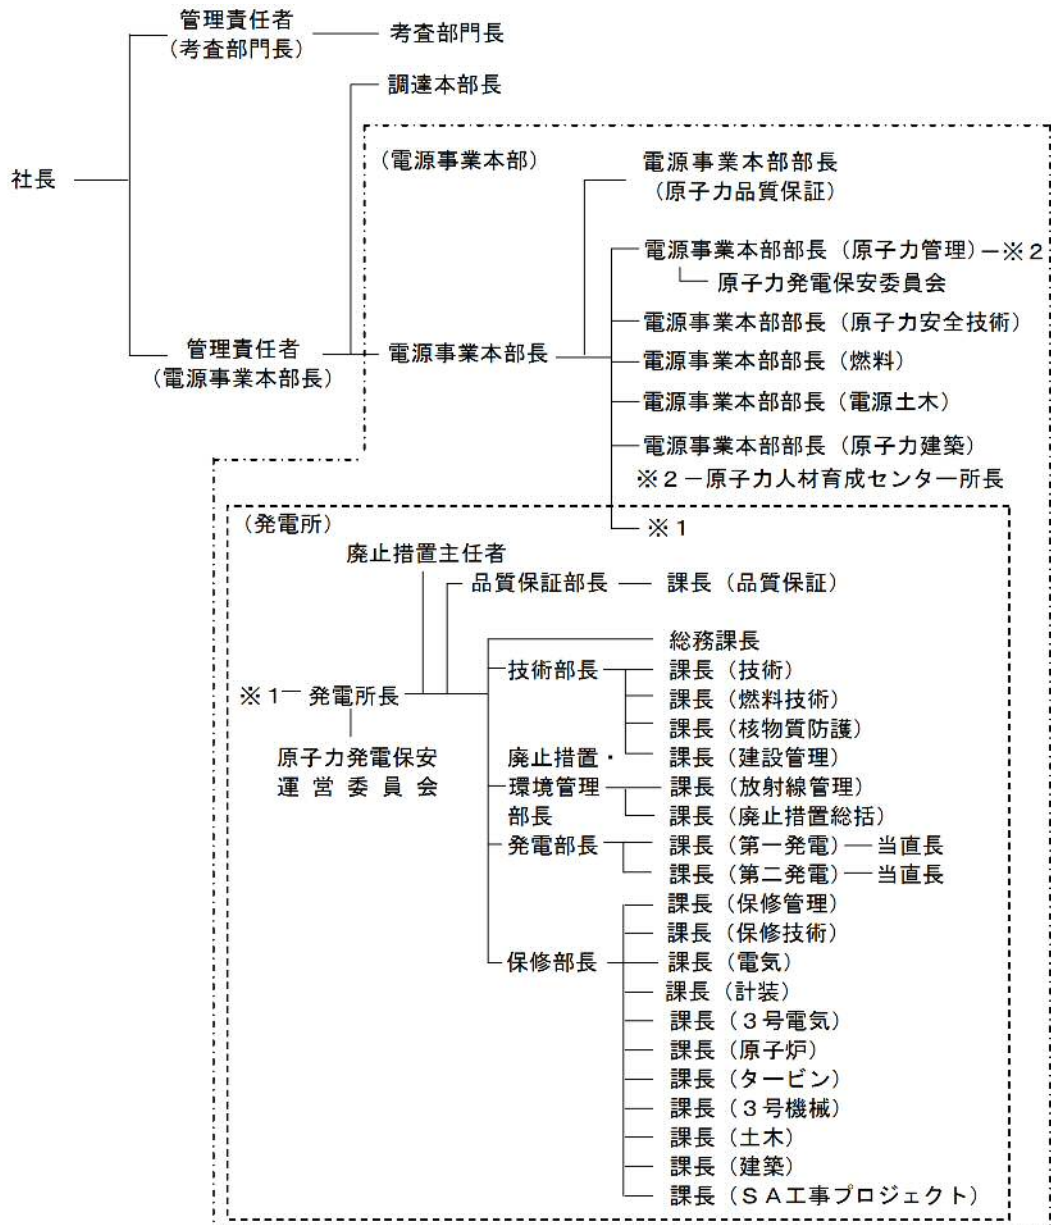 管理責任者
(考査部門長)
考査部門長
調達本部長
社長
(電源事業本部)
電源事業本部部長
(原子力品質保証)
電源事業本部部長(原子力管理)-※2
原子力発電保安委員会
電源事業本部部長(原子力安全技術)
管理責任者
(電源事業本部長)
電源事業本部長
電源事業本部部長(燃料)
電源事業本部部長(電源土木)
電源事業本部部長(原子力建築)
※2-原子力人材育成センター所長
※1
(発電所)
廃止措置主任者
品質保証部長
課長(品質保証)
総務課長
※1
発電所長
原子力発電保安
運営委員会
技術部長
課長(技術)
課長(燃料技術)
課長(核物質防護)
課長(建設管理)
廃止措置・
環境管理
部長
課長(放射線管理)
課長(廃止措置総括)
発電部長
課長(第一発電)
当直長
課長(第二発電)
当直長
保修部長
課長(保修管理)
課長(保修技術)
課長(電気)
課長(計装)
課長(3号電気)
課長(原子炉)
課長(タービン)
課長(3号機械)
課長(土木)
課長(建築)
課長(SA工事プロジェクト)